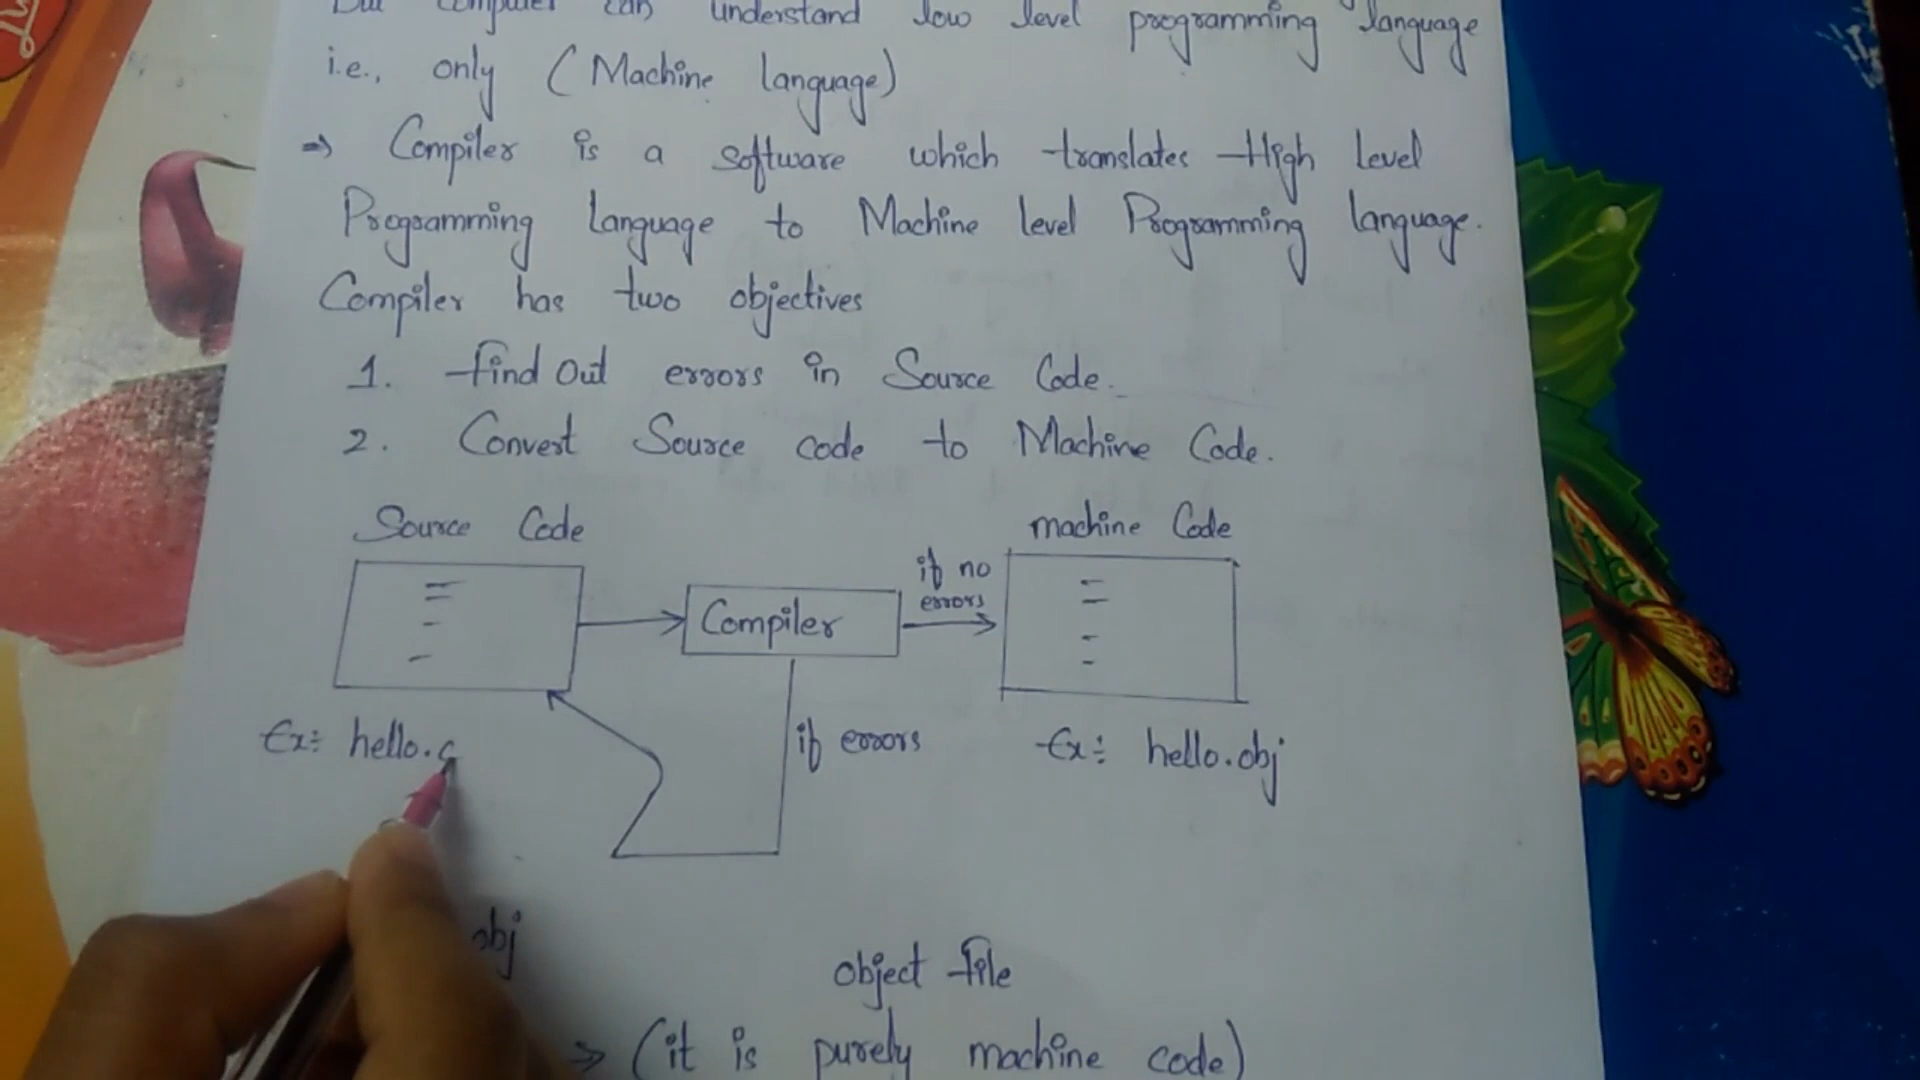 But Computer can understand low level programming language
i.e., only (Machine language)
⇒ Compiler is a software which translates High Level
Programming Language to Machine level Programming language.
Compiler has two objectives
1. find out errors in Source Code.
2. Convert Source code to Machine Code.
Source Code
machine Code
if no
errors
Compiler
if errors
Ex: hello.c
Ex: hello.obj
obj
object file
⇒ (it is purely machine code)